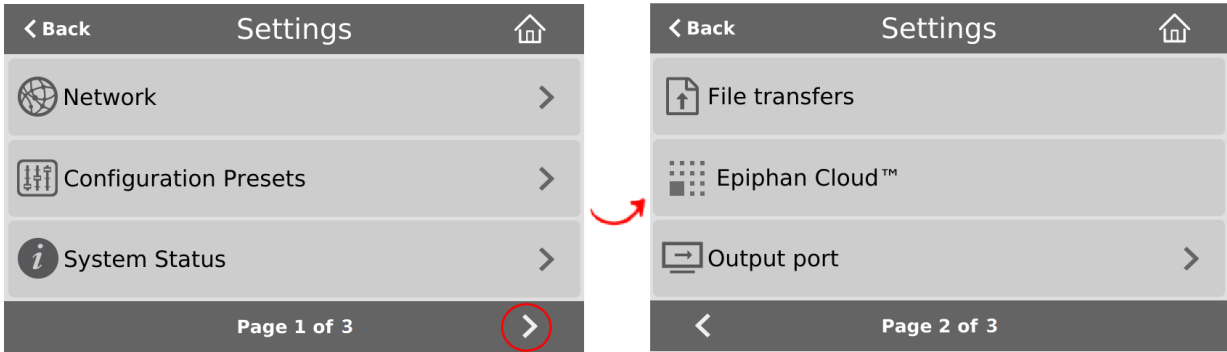 Back Settings
Network
Configuration Presets
System Status
Page 1 of 3
Back Settings
File transfers
Epiphan Cloud™
Output port
Page 2 of 3